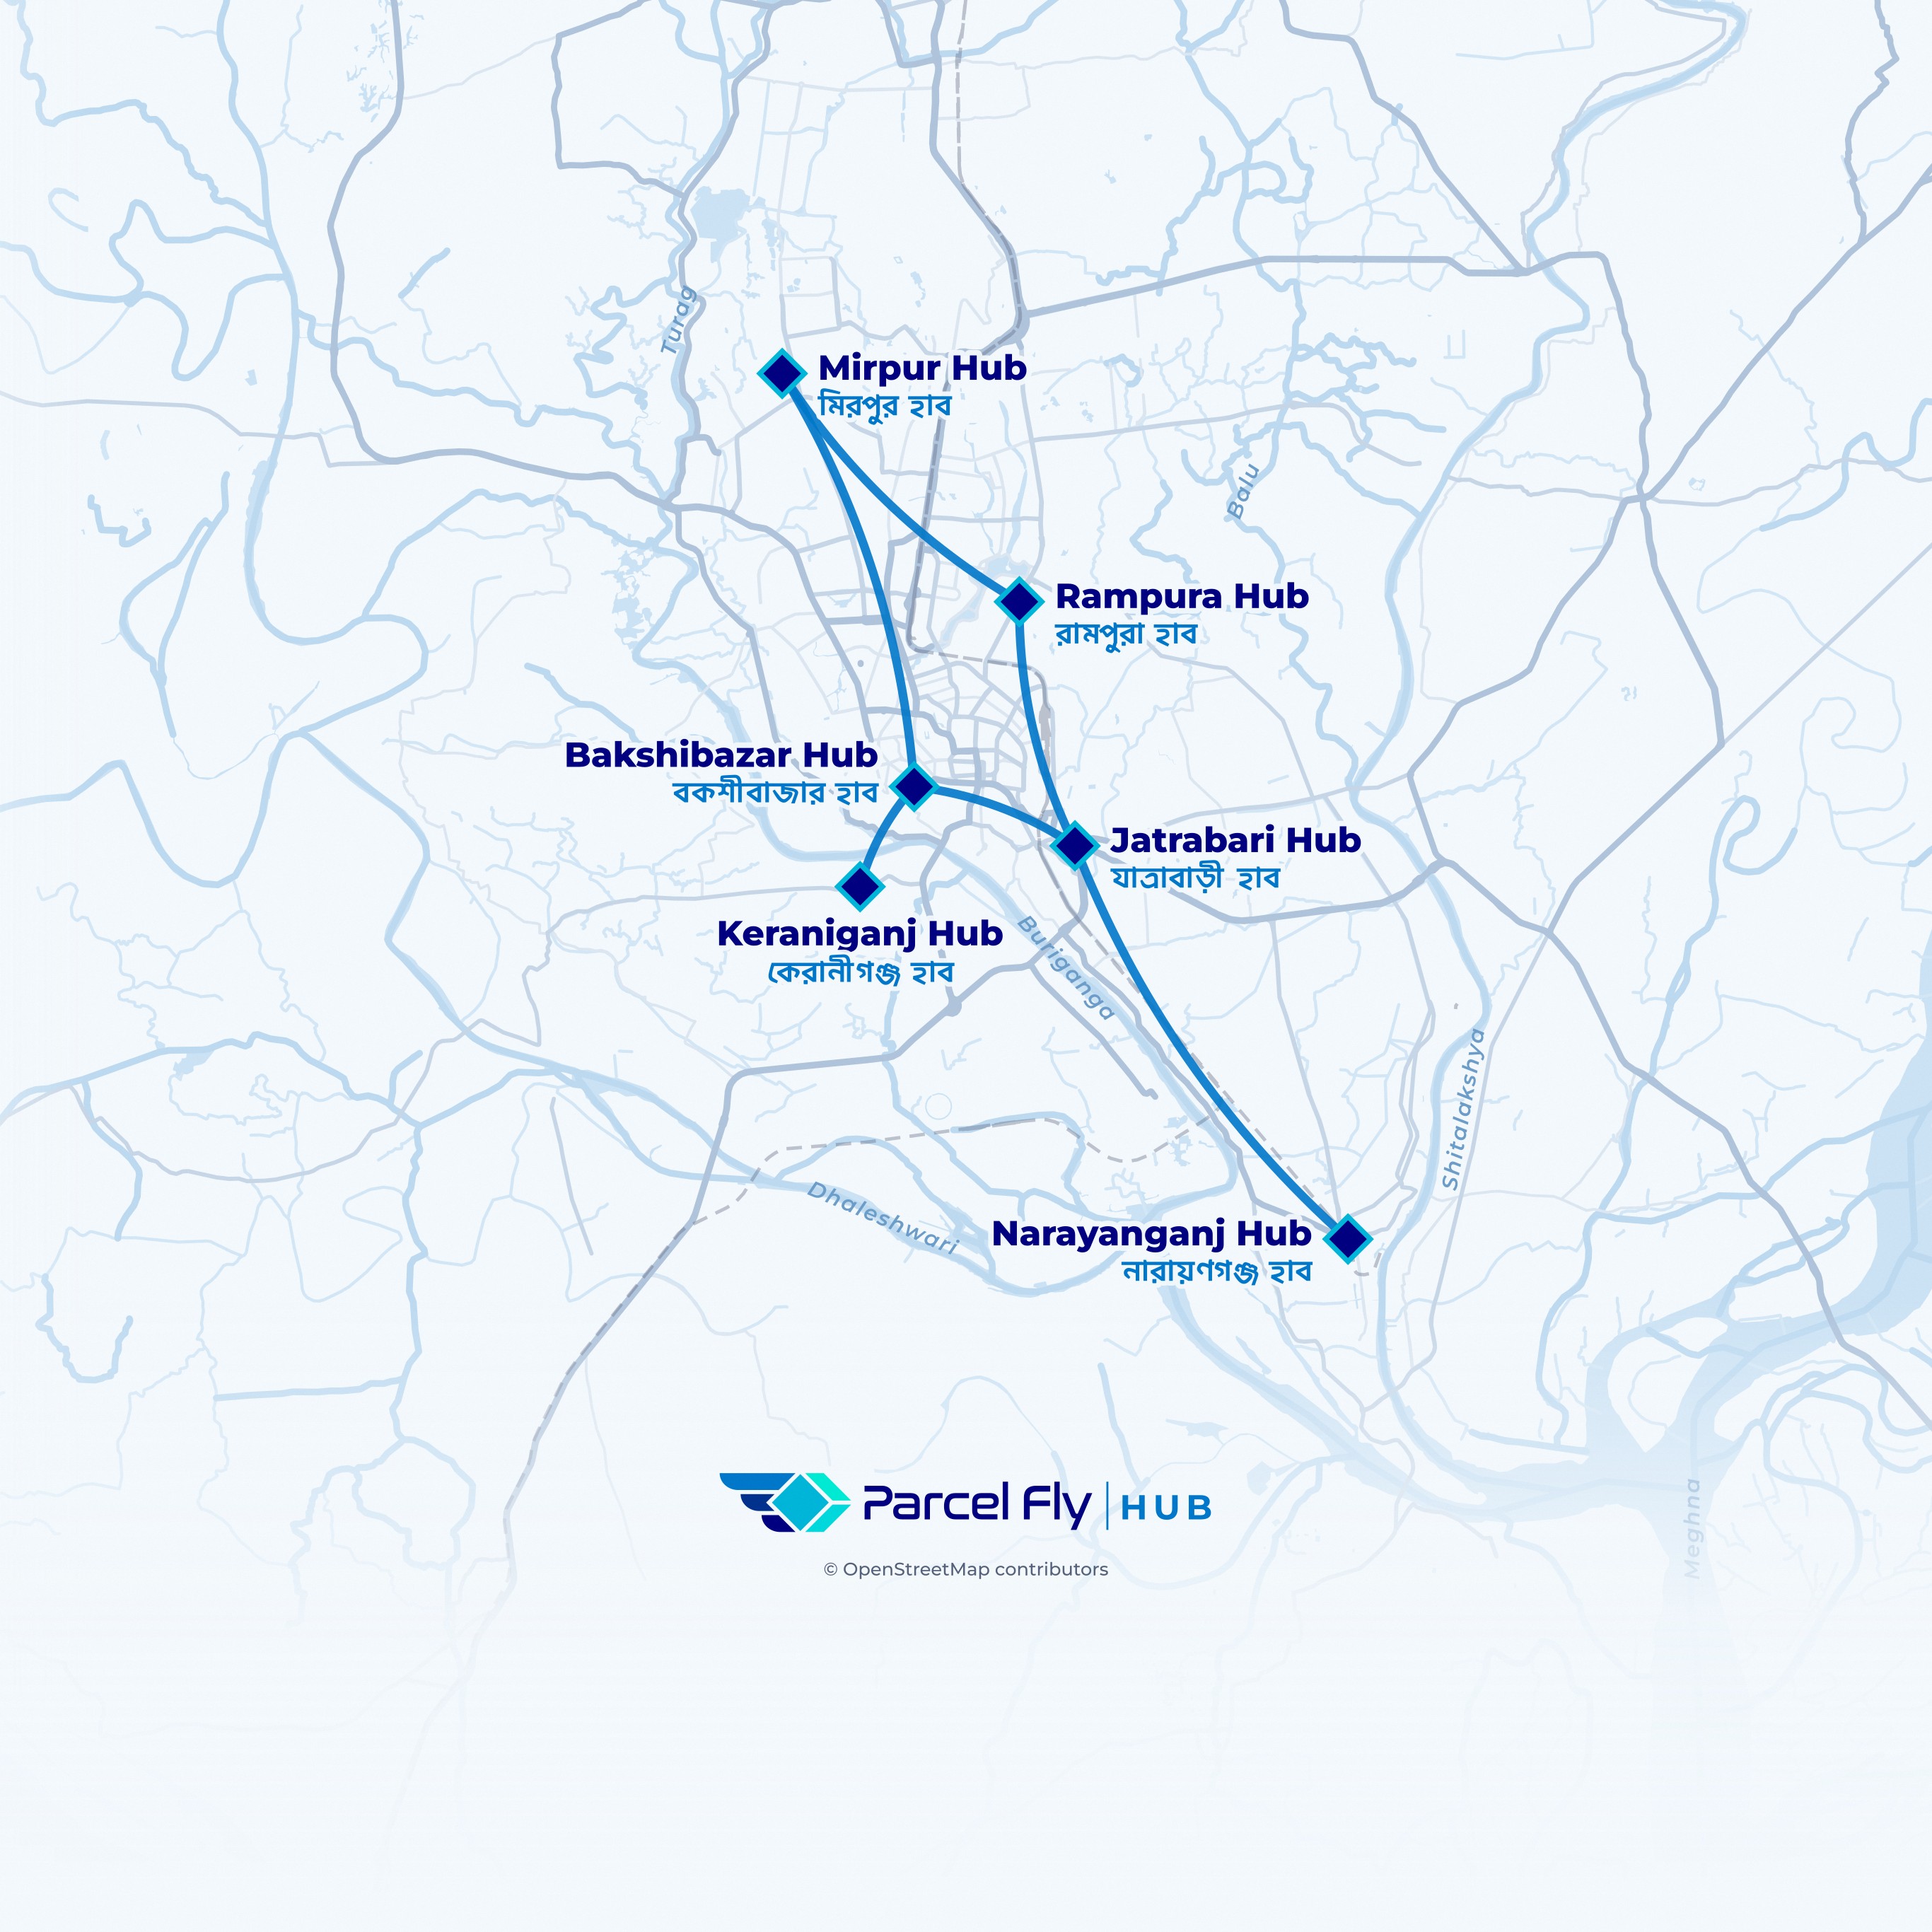 Turag
Mirpur Hub
মিরপুর হাব
Balu
Rampura Hub
রামপুরা হাব
Bakshibazar Hub
বকশীবাজার হাব
Jatrabari Hub
যাত্রাবাড়ী হাব
Keraniganj Hub
কেরানীগঞ্জ হাব
Buriganga
Shitalakshya
Dhaleshwari
Narayanganj Hub
নারায়ণগঞ্জ হাব
Parcel Fly | HUB
Meghna
© OpenStreetMap contributors